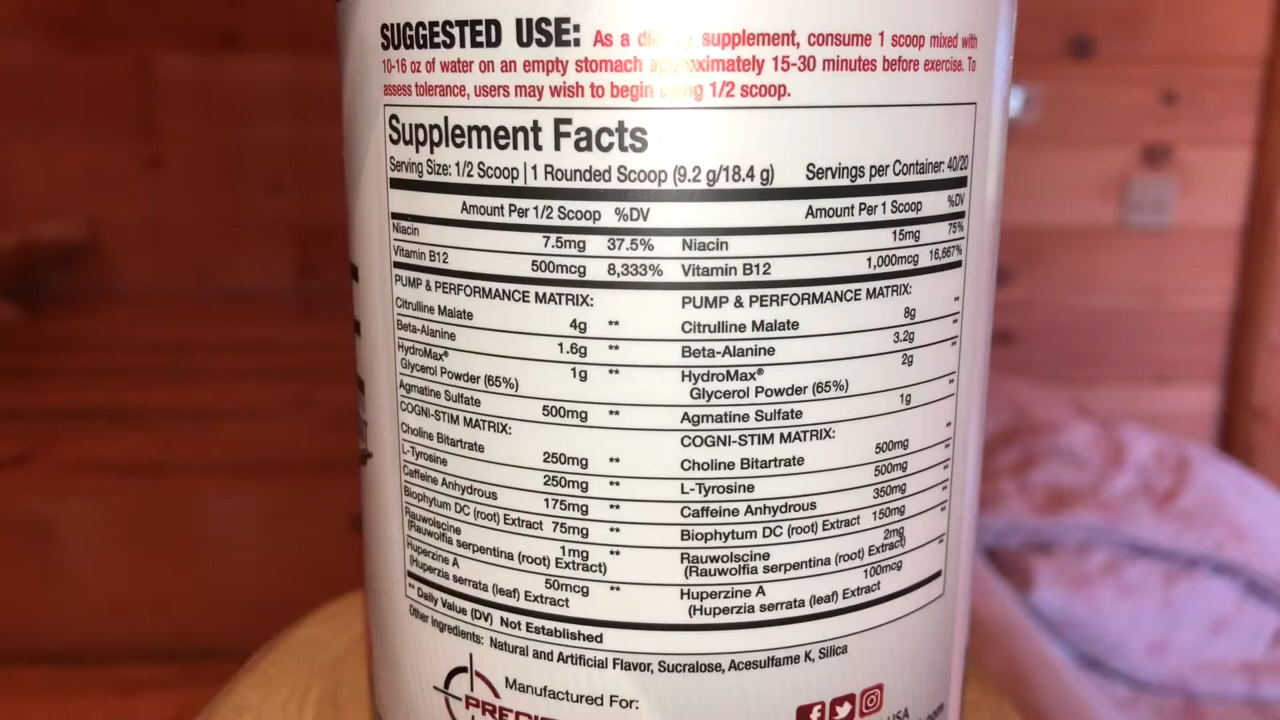 SUGGESTED USE: As a supplement, consume 1 scoop mixed with
10-16 oz of water on an empty stomach approximately 15-30 minutes before exercise. To
assess tolerance, users may wish to begin using 1/2 scoop.
Supplement Facts
Serving Size: 1/2 Scoop | 1 Rounded Scoop (9.2 g/18.4 g) Servings per Container: 40/20
Amount Per 1/2 Scoop %DV Amount Per 1 Scoop %DV
Niacin 7.5mg 37.5% Niacin 15mg 75%
Vitamin B12 500mcg 8,333% Vitamin B12 1,000mcg 16,667%
PUMP & PERFORMANCE MATRIX: PUMP & PERFORMANCE MATRIX:
Citrulline Malate 4g ** Citrulline Malate 8g **
Beta-Alanine 1.6g ** Beta-Alanine 3.2g **
HydroMax® 1g ** HydroMax® 2g **
Glycerol Powder (65%) Glycerol Powder (65%)
Agmatine Sulfate 500mg ** Agmatine Sulfate 1g **
COGNI-STIM MATRIX: COGNI-STIM MATRIX:
Choline Bitartrate 250mg ** Choline Bitartrate 500mg **
L-Tyrosine 250mg ** L-Tyrosine 500mg **
Caffeine Anhydrous 175mg ** Caffeine Anhydrous 350mg **
Biophytum DC (root) Extract 75mg ** Biophytum DC (root) Extract 150mg **
Rauwolscine 1mg ** Rauwolscine 2mg **
(Rauwolfia serpentina (root) Extract) (Rauwolfia serpentina (root) Extract)
Huperzine A 50mcg ** Huperzine A 100mcg **
(Huperzia serrata (leaf) Extract (Huperzia serrata (leaf) Extract
** Daily Value (DV) Not Established
Other Ingredients: Natural and Artificial Flavor, Sucralose, Acesulfame K, Silica
Manufactured For:
USA